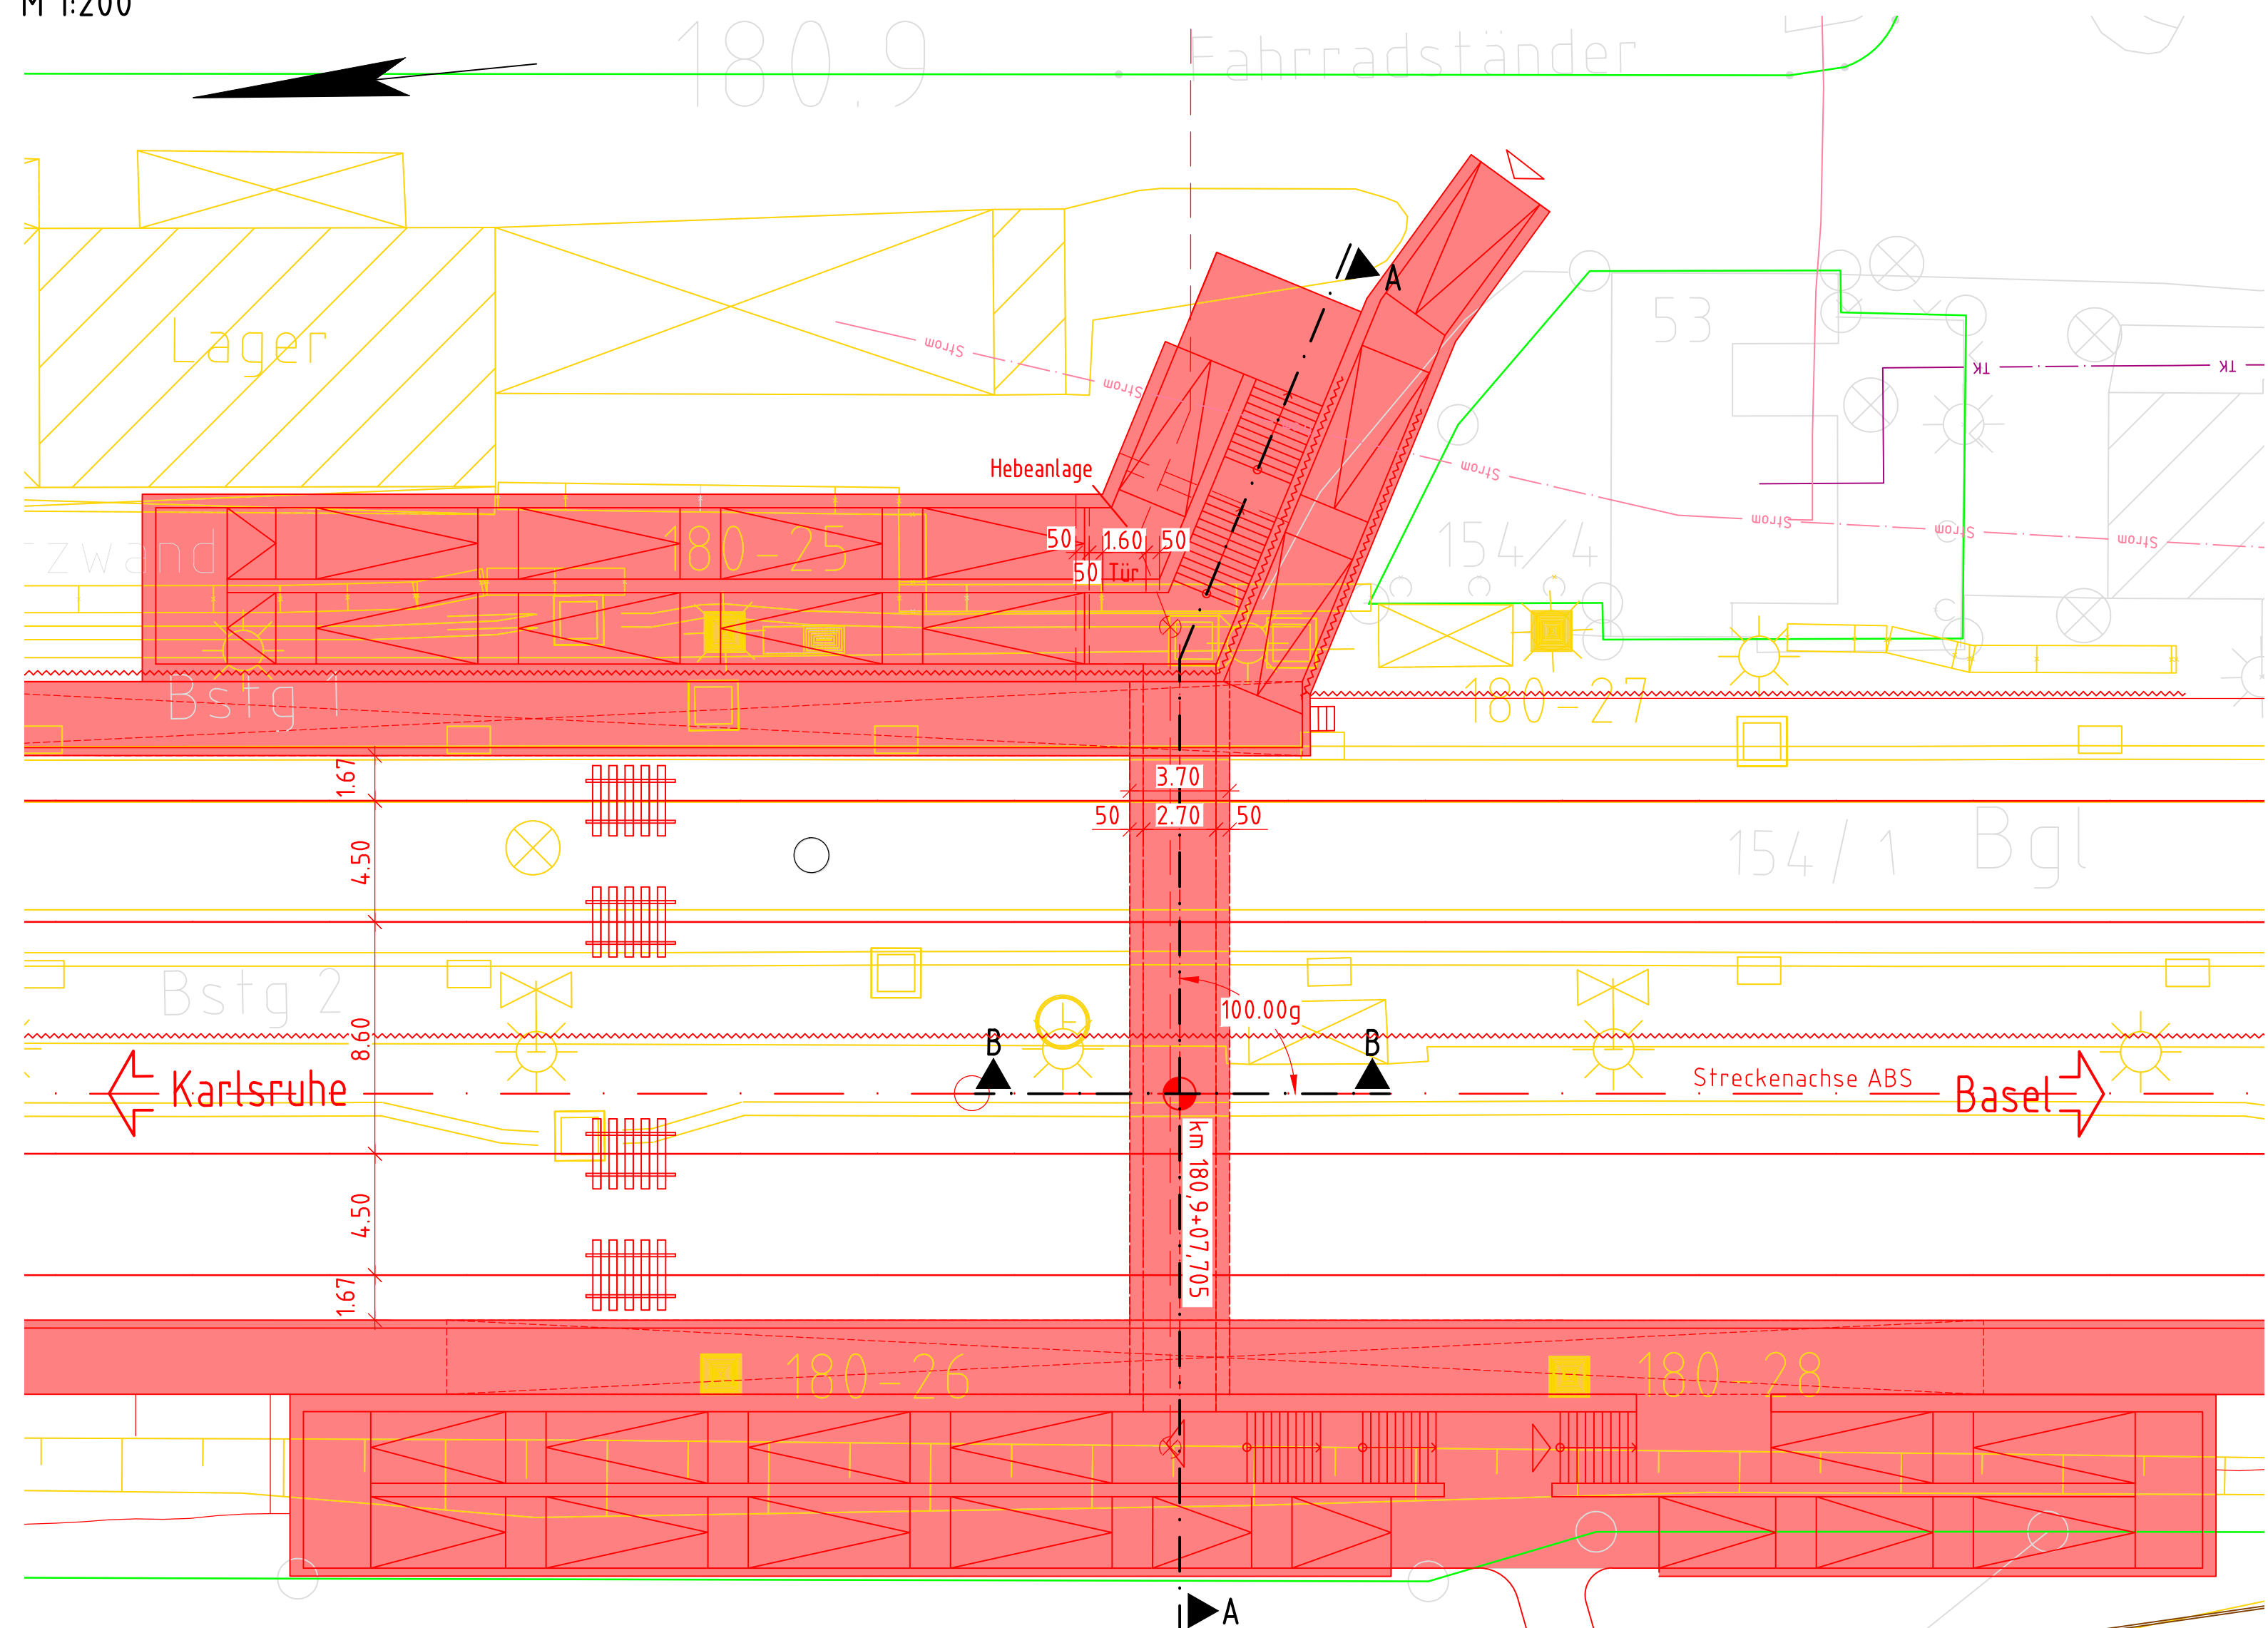 M 1:200
180.9
Fahrradständer
A
53
Lager
Strom
Strom
TK
TK
Hebeanlage
Strom
180-25
50
1.60
50
154/4
Strom
Strom
Strom
rzwand
50
Tür
Bstg 1
180-27
1.67
3.70
50
2.70
50
4.50
154/1
Bgl
Bstg 2
100.00g
8.60
B
B
Karlsruhe
Streckenachse ABS
Basel
km 180,9+07,705
4.50
1.67
180-26
180-28
A